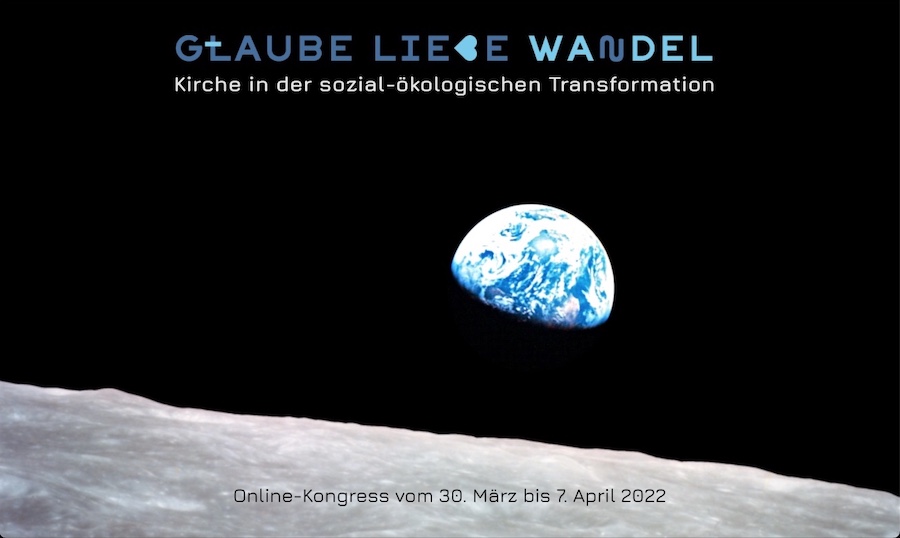 GLAUBE LIEBE WANDEL
Kirche in der sozial-ökologischen Transformation
Online-Kongress vom 30. März bis 7. April 2022